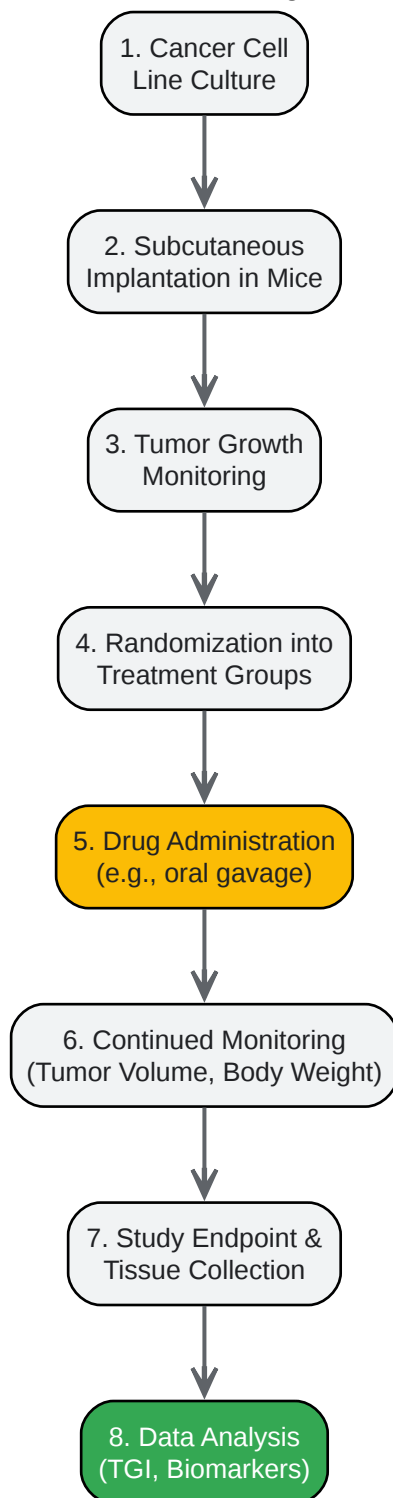 1. Cancer Cell
Line Culture
2. Subcutaneous
Implantation in Mice
3. Tumor Growth
Monitoring
4. Randomization into
Treatment Groups
5. Drug Administration
(e.g., oral gavage)
6. Continued Monitoring
(Tumor Volume, Body Weight)
7. Study Endpoint &
Tissue Collection
8. Data Analysis
(TGI, Biomarkers)